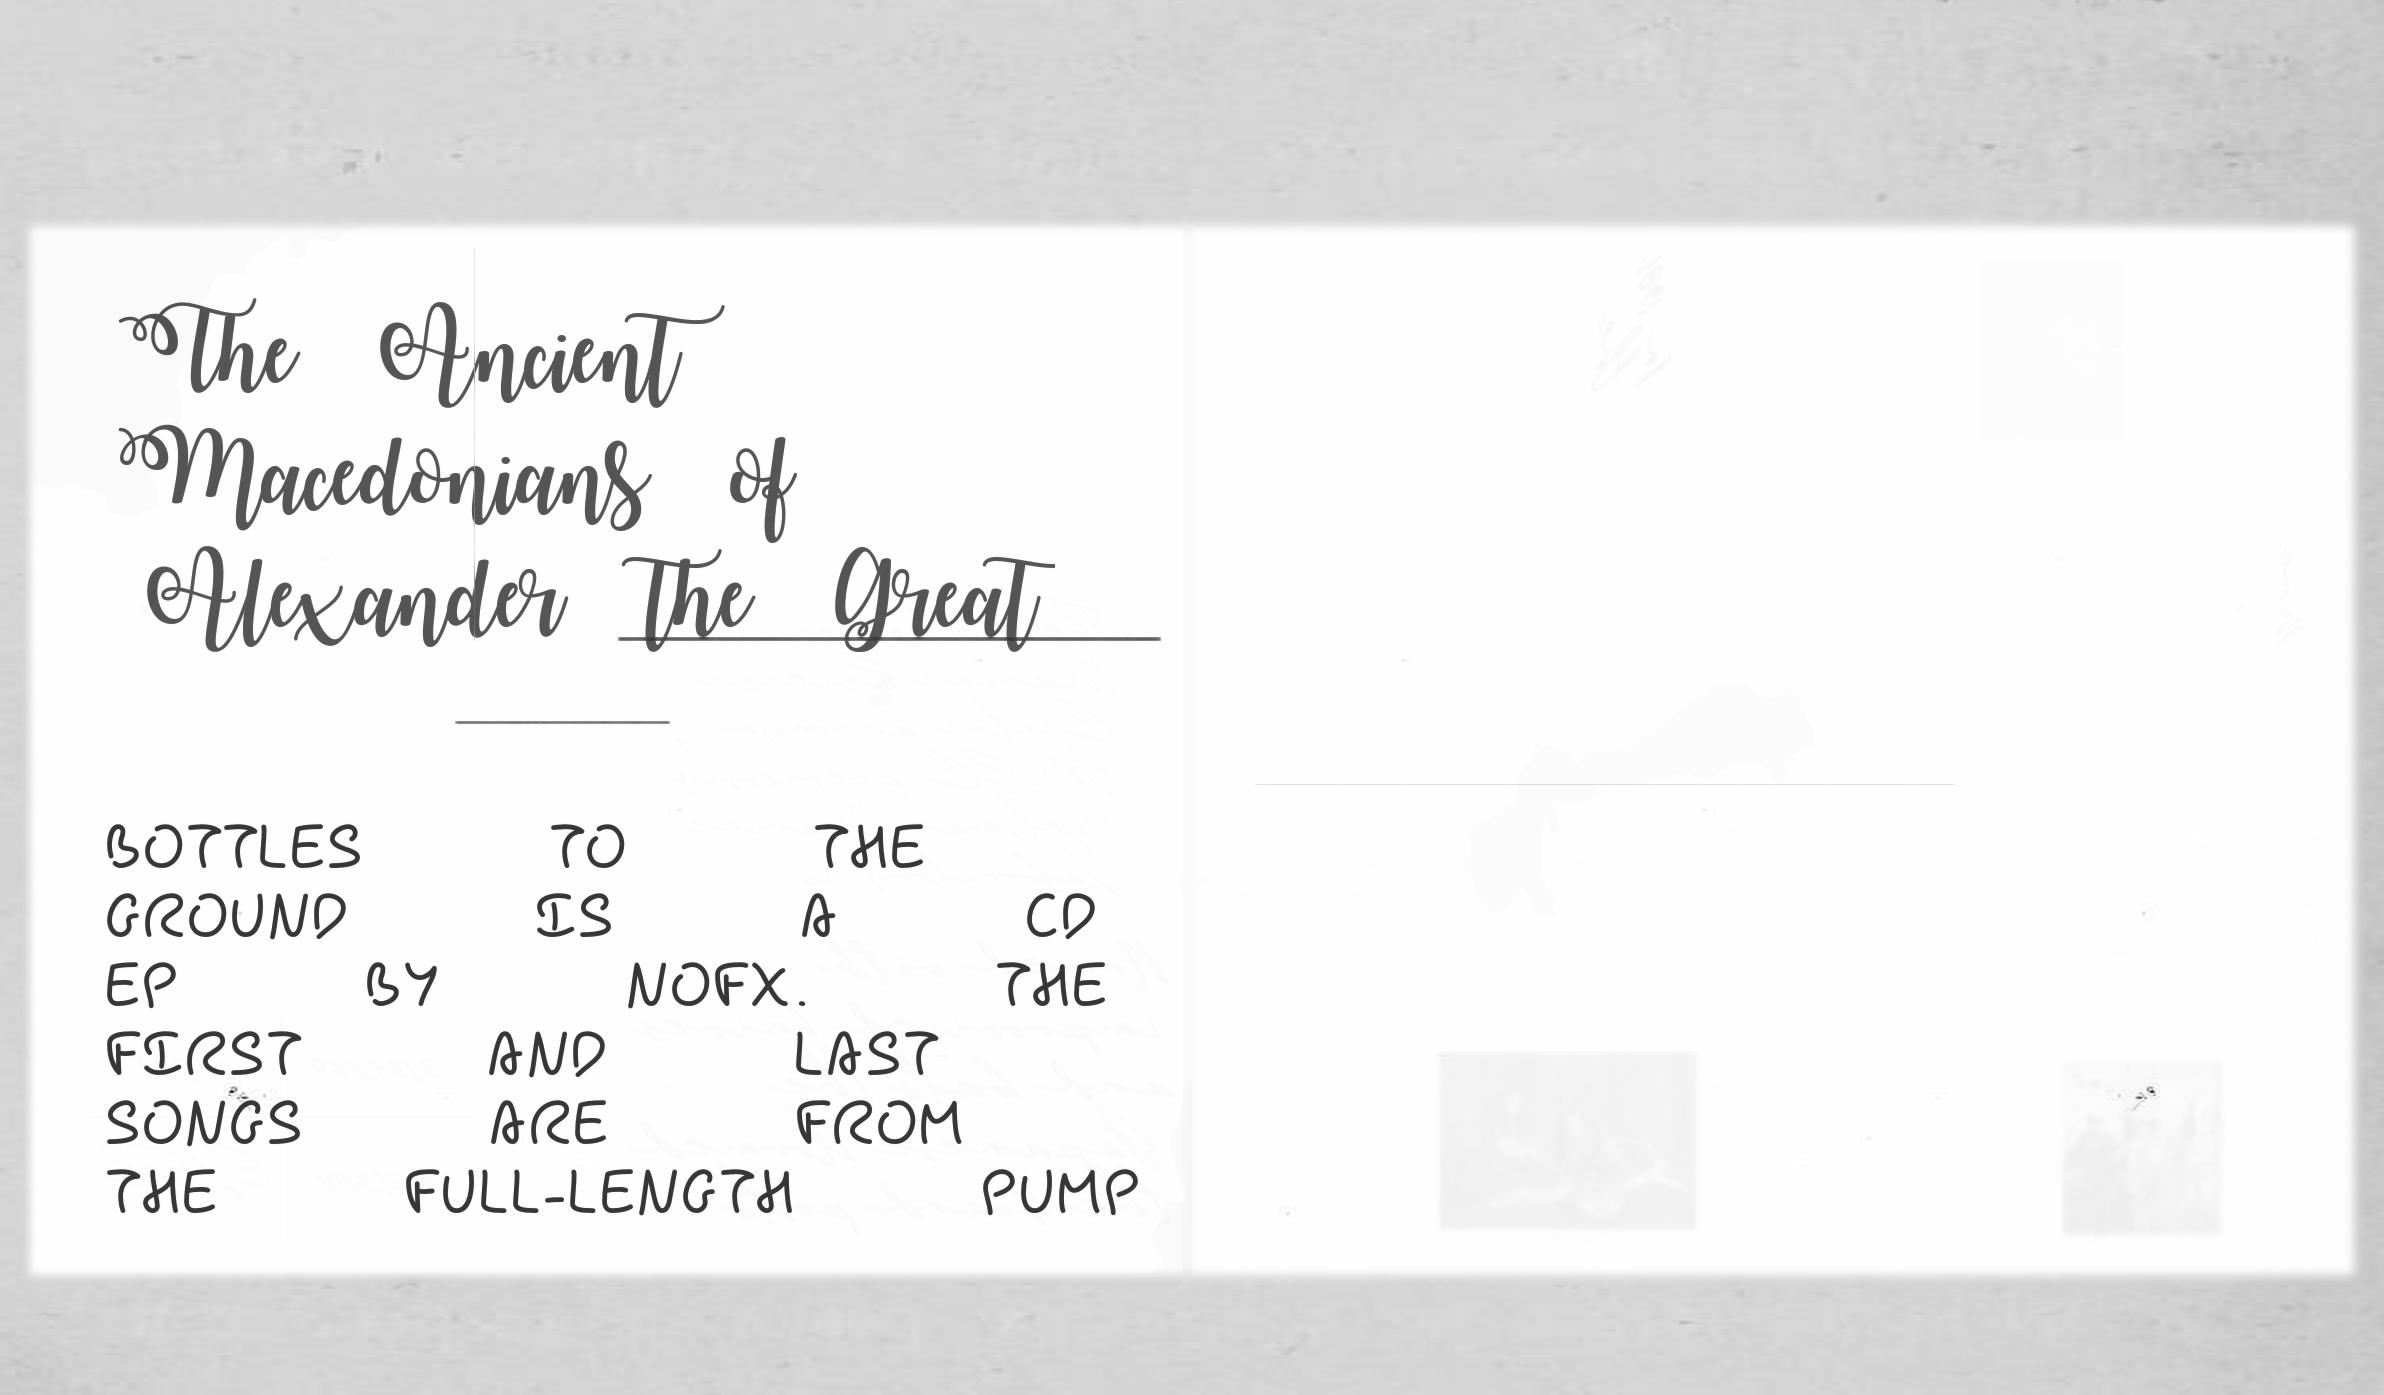 The Ancient
Macedonians of
Alexander The Great
BOTTLES TO THE
GROUND IS A CD
EP BY NOFX. THE
FIRST AND LAST
SONGS ARE FROM
THE FULL-LENGTH PUMP